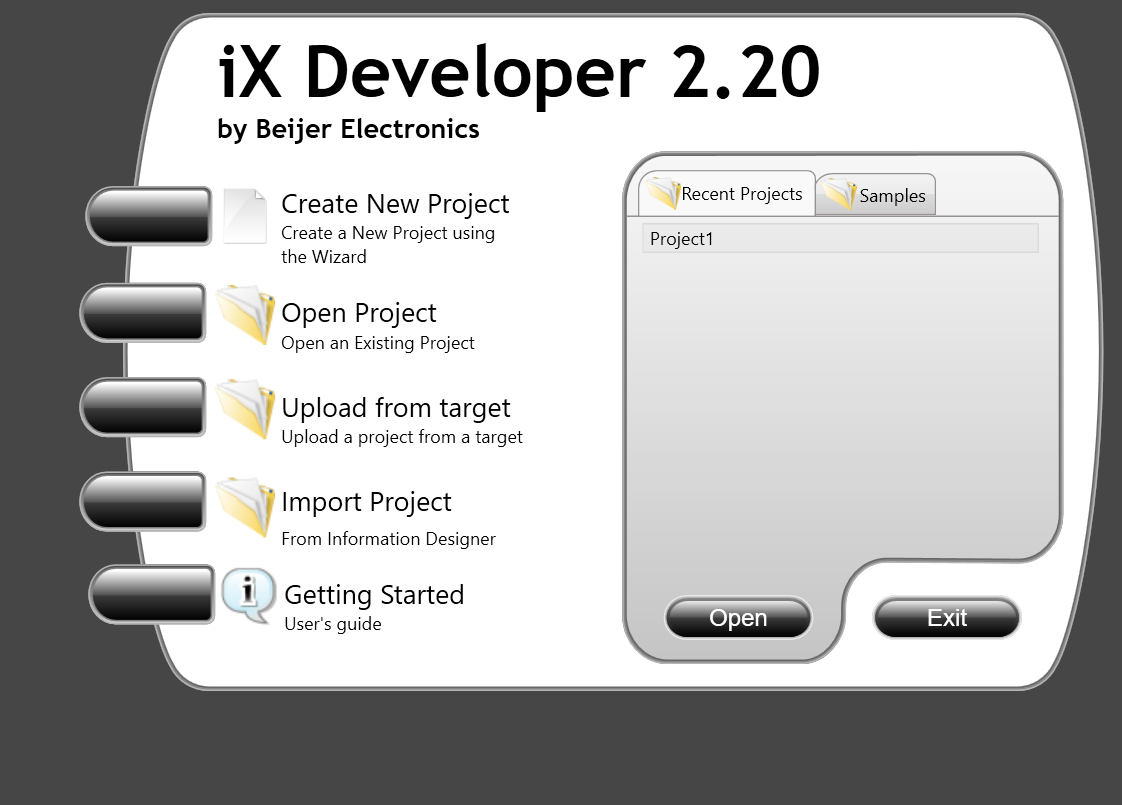 iX Developer 2.20
by Beijer Electronics
Create New Project
Create a New Project using
the Wizard
Open Project
Open an Existing Project
Upload from target
Upload a project from a target
Import Project
From Information Designer
Getting Started
User's guide
Recent Projects
Samples
Project1
Open
Exit